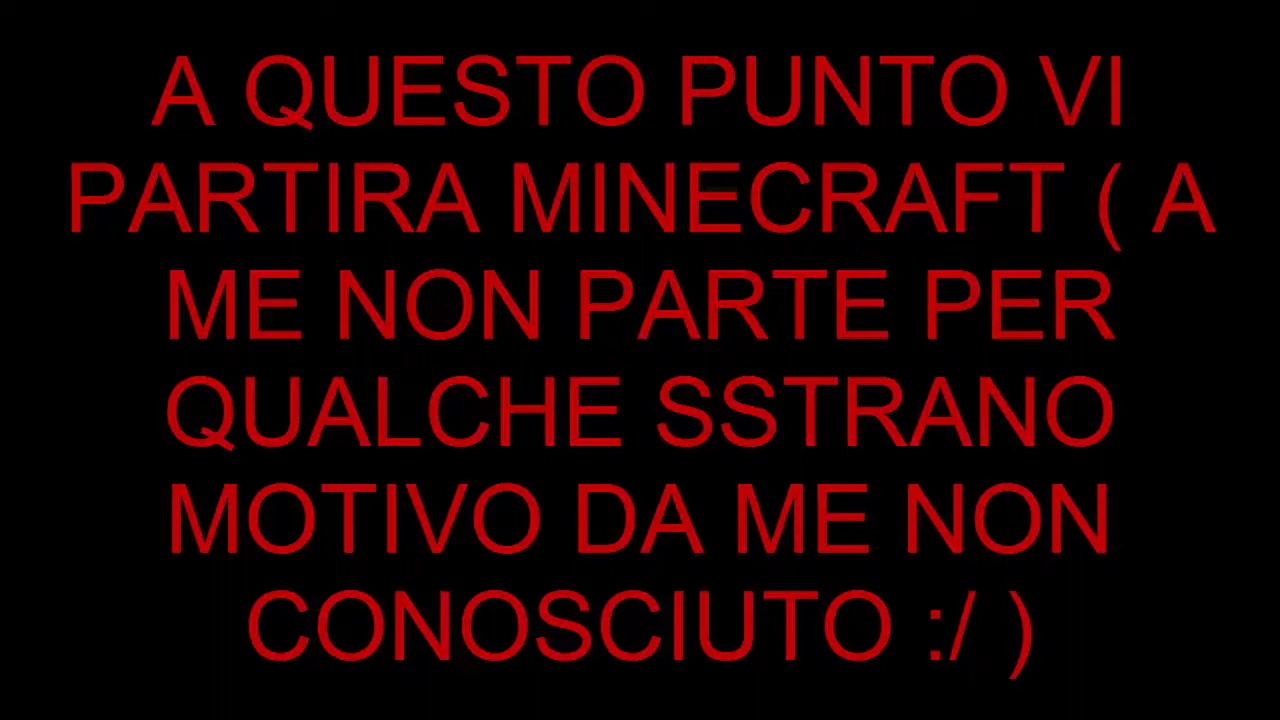 A QUESTO PUNTO VI
PARTIRA MINECRAFT ( A
ME NON PARTE PER
QUALCHE SSTRANO
MOTIVO DA ME NON
CONOSCIUTO :/ )